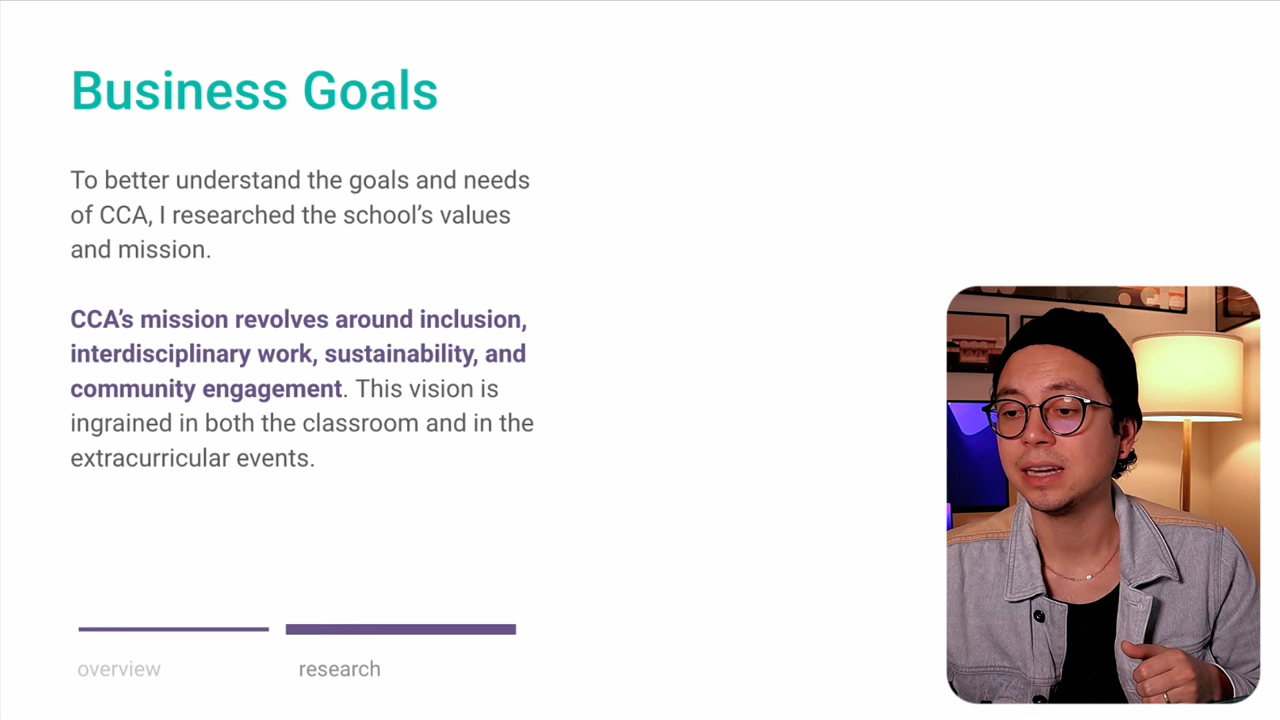 Business Goals
To better understand the goals and needs
of CCA, I researched the school’s values
and mission.
CCA’s mission revolves around inclusion,
interdisciplinary work, sustainability, and
community engagement. This vision is
ingrained in both the classroom and in the
extracurricular events.
overview
research